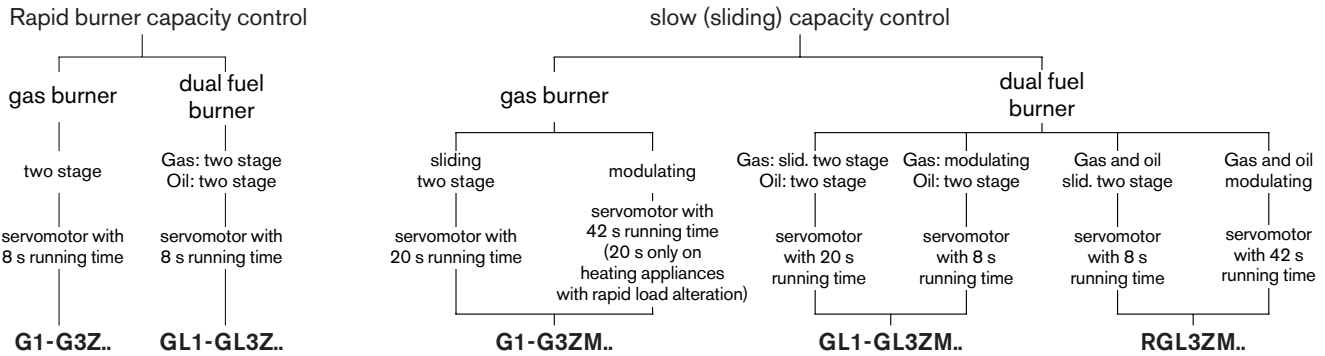 Rapid burner capacity control
slow (sliding) capacity control
gas burner
dual fuel
burner
gas burner
dual fuel
burner
two stage
Gas: two stage
Oil: two stage
sliding
two stage
modulating
Gas: slid. two stage
Oil: two stage
Gas: modulating
Oil: two stage
Gas and oil
slid. two stage
Gas and oil
modulating
servomotor with
8 s running time
servomotor with
8 s running time
servomotor with
20 s running time
servomotor with
42 s running time
(20 s only on
heating appliances
with rapid load alteration)
servomotor
with 20 s
running time
servomotor
with 8 s
running time
servomotor
with 8 s
running time
servomotor
with 42 s
running time
G1-G3Z..
GL1-GL3Z..
G1-G3ZM..
GL1-GL3ZM..
RGL3ZM..